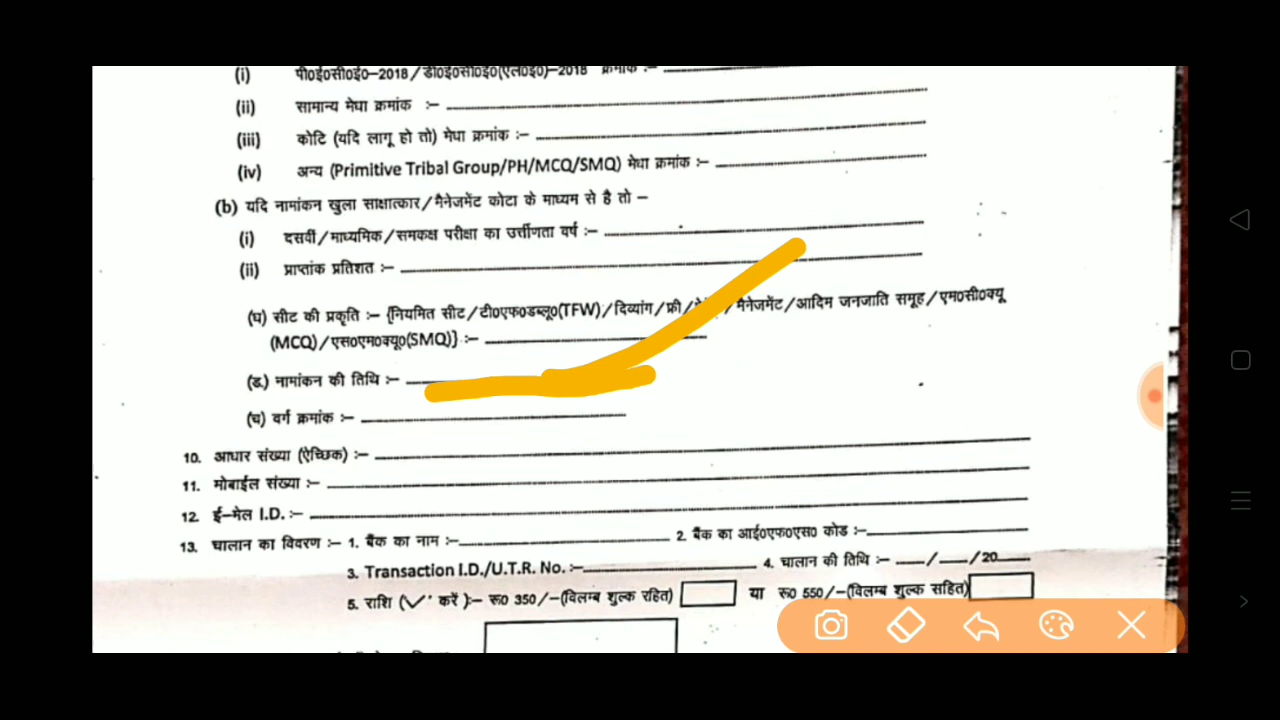 (i) पी0ई0सी0ई0–2018/डी0ई0सी0ई0(एल0ई0)–2018 क्रमांक :–
(ii) सामान्य मेधा क्रमांक :–
(iii) कोटि (यदि लागू हो तो) मेधा क्रमांक :–
(iv) अन्य (Primitive Tribal Group/PH/MCQ/SMQ) मेधा क्रमांक :–
(b) यदि नामांकन खुला साक्षात्कार/मैनेजमेंट कोटा के माध्यम से है तो –
(i) दसवीं/माध्यमिक/समकक्ष परीक्षा का उर्त्तीणता वर्ष :–
(ii) प्राप्तांक प्रतिशत :–
(घ) सीट की प्रकृति :– {नियमित सीट/टी0एफ0डब्लू0(TFW)/दिव्यांग/फ्री/ मैनेजमेंट/आदिम जनजाति समूह/एम0सी0क्यू
(MCQ)/एस0एम0क्यू0(SMQ)} :–
(ङ) नामांकन की तिथि :–
(च) वर्ग क्रमांक :–
10. आधार संख्या (ऐच्छिक) :–
11. मोबाईल संख्या :–
12. ई–मेल I.D. :–
13. चालान का विवरण :– 1. बैंक का नाम :– 2. बैंक का आई0एफ0एस0 कोड :–
3. Transaction I.D./U.T.R. No. :– 4. चालान की तिथि :– / /20
5. राशि (✓' करें ):– रू0 350/–(विलम्ब शुल्क रहित) या रू0 550/–(विलम्ब शुल्क सहित)